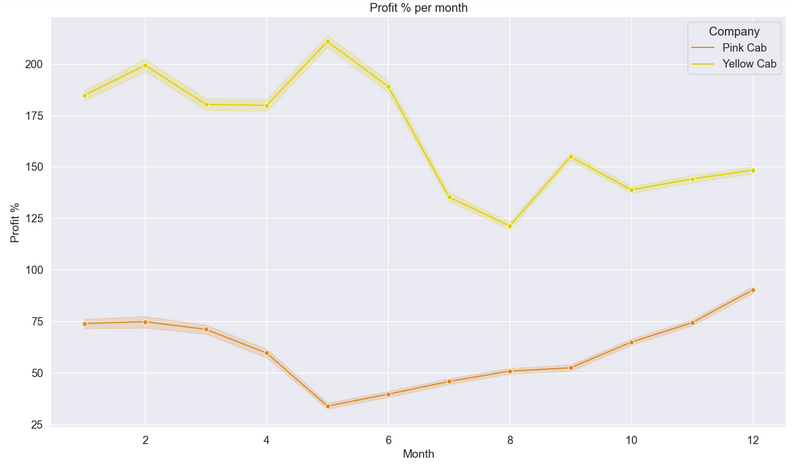 Profit % per month
Company
Pink Cab
Yellow Cab
Profit %
200
175
150
125
100
75
50
25
2 4 6 8 10 12
Month